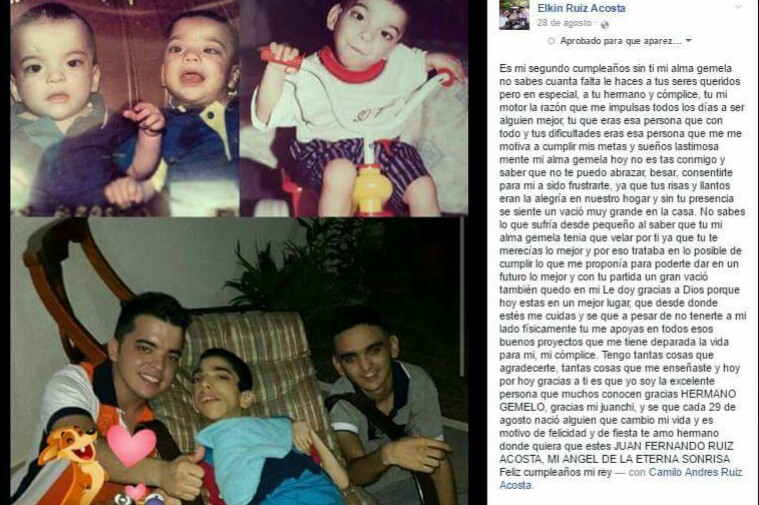 Elkin Ruiz Acosta
28 de agosto ·
Aprobado para que aparez...
Es mi segundo cumpleaños sin ti mi alma gemela
no sabes cuanta falta le haces a tus seres queridos
pero en especial, a tu hermano y cómplice, tu mi
motor la razón que me impulsas todos los días a ser
alguien mejor, tu que eras esa persona que con
todo y tus dificultades eras esa persona que me me
motiva a cumplir mis metas y sueños lastimosa
mente mi alma gemela hoy no es tas conmigo y
saber que no te puedo abrazar, besar, consentirte
para mi a sido frustrarte, ya que tus risas y llantos
eran la alegría en nuestro hogar y sin tu presencia
se siente un vació muy grande en la casa. No sabes
lo que sufría desde pequeño al saber que tu mi
alma gemela tenia que velar por ti ya que tu te
merecías lo mejor y por eso trataba en lo posible de
cumplir lo que me proponía para poderte dar en un
futuro lo mejor y con tu partida un gran vació
también quedo en mi Le doy gracias a Dios porque
hoy estas en un mejor lugar, que desde donde
estés me cuidas y se que a pesar de no tenerte a mi
lado físicamente tu me apoyas en todos esos
buenos proyectos que me tiene deparada la vida
para mi, mi cómplice. Tengo tantas cosas que
agradecerte, tantas cosas que me enseñaste y hoy
por hoy gracias a ti es que yo soy la excelente
persona que muchos conocen gracias HERMANO
GEMELO, gracias mi juanchi, y se que cada 29 de
agosto nació alguien que cambio mi vida y es
motivo de felicidad y de fiesta te amo hermano
donde quiera que estes JUAN FERNANDO RUIZ
ACOSTA, MI ANGEL DE LA ETERNA SONRISA
Feliz cumpleaños mi rey — con Camilo Andres Ruiz
Acosta.